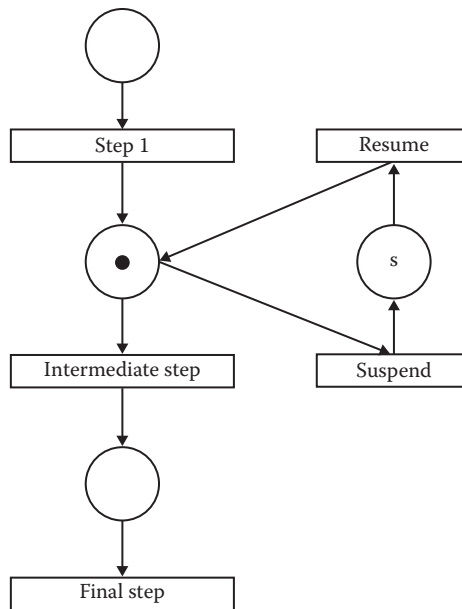 Step 1
Resume
s
Intermediate step
Suspend
Final step